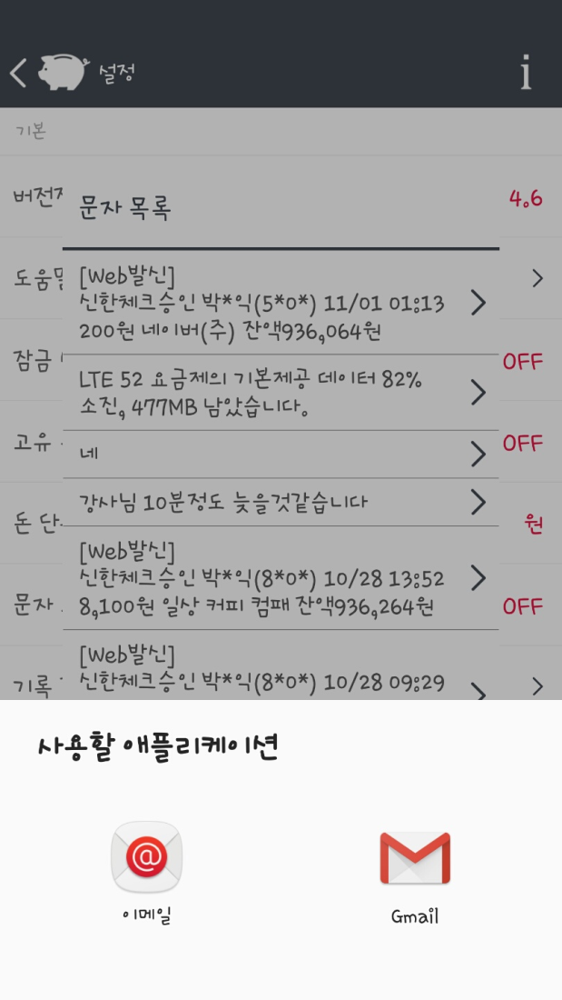 설정
i
기본
버전
4.6
문자 목록
[Web발신]
신한체크승인 박*익(5*0*) 11/01 01:13
200원 네이버(주) 잔액936,064원
LTE 52 요금제의 기본제공 데이터 82%
소진, 477MB 남았습니다.
네
강사님 10분정도 늦을것같습니다
[Web발신]
신한체크승인 박*익(8*0*) 10/28 13:52
8,100원 일상 커피 컴패 잔액936,264원
[Web발신]
신한체크승인 박*익(8*0*) 10/28 09:29
잠금
OFF
고유
OFF
돈 단
원
문자
OFF
기록
사용할 애플리케이션
이메일
Gmail